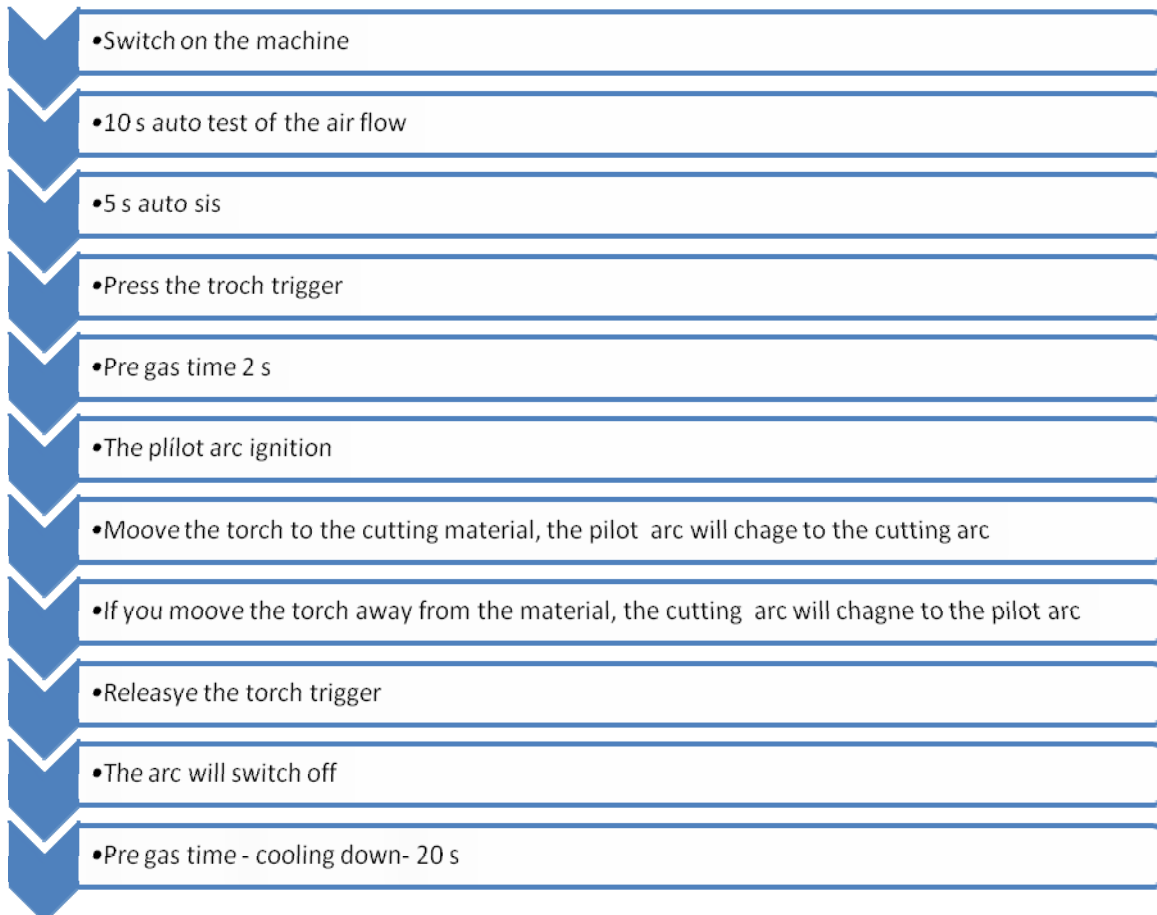 •Switch on the machine
•10 s auto test of the air flow
•5 s auto sis
•Press the troch trigger
•Pre gas time 2 s
•The plílot arc ignition
•Moove the torch to the cutting material, the pilot arc will chage to the cutting arc
•If you moove the torch away from the material, the cutting arc will chagne to the pilot arc
•Releasye the torch trigger
•The arc will switch off
•Pre gas time - cooling down- 20 s